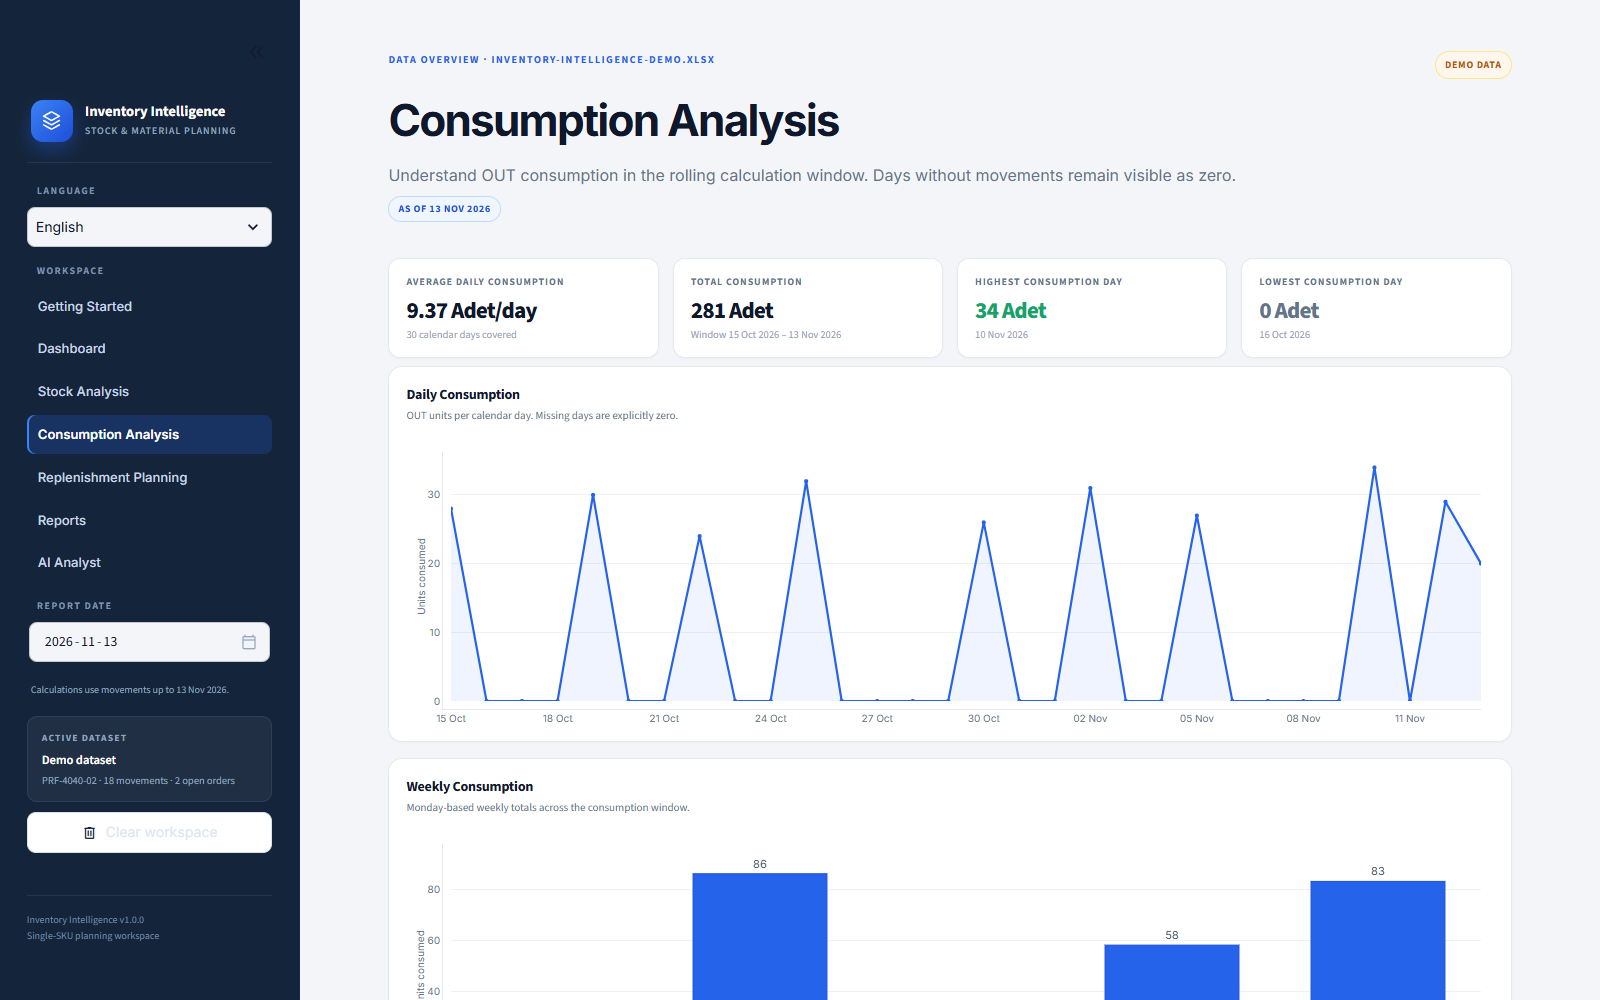 Inventory Intelligence
STOCK & MATERIAL PLANNING
LANGUAGE
English
WORKSPACE
Getting Started
Dashboard
Stock Analysis
Consumption Analysis
Replenishment Planning
Reports
AI Analyst
REPORT DATE
2026-11-13
Calculations use movements up to 13 Nov 2026.
ACTIVE DATASET
Demo dataset
PRF-4040-02 · 18 movements · 2 open orders
Clear workspace
Inventory Intelligence v1.0.0
Single-SKU planning workspace
DATA OVERVIEW · INVENTORY-INTELLIGENCE-DEMO.XLSX
DEMO DATA
Consumption Analysis
Understand OUT consumption in the rolling calculation window. Days without movements remain visible as zero.
AS OF 13 NOV 2026
AVERAGE DAILY CONSUMPTION
9.37 Adet/day
30 calendar days covered
TOTAL CONSUMPTION
281 Adet
Window 15 Oct 2026 – 13 Nov 2026
HIGHEST CONSUMPTION DAY
34 Adet
10 Nov 2026
LOWEST CONSUMPTION DAY
0 Adet
16 Oct 2026
Daily Consumption
OUT units per calendar day. Missing days are explicitly zero.
Units consumed
30
20
10
0
15 Oct
18 Oct
21 Oct
24 Oct
27 Oct
30 Oct
02 Nov
05 Nov
08 Nov
11 Nov
Weekly Consumption
Monday-based weekly totals across the consumption window.
86
83
58
80
60
40
consumed